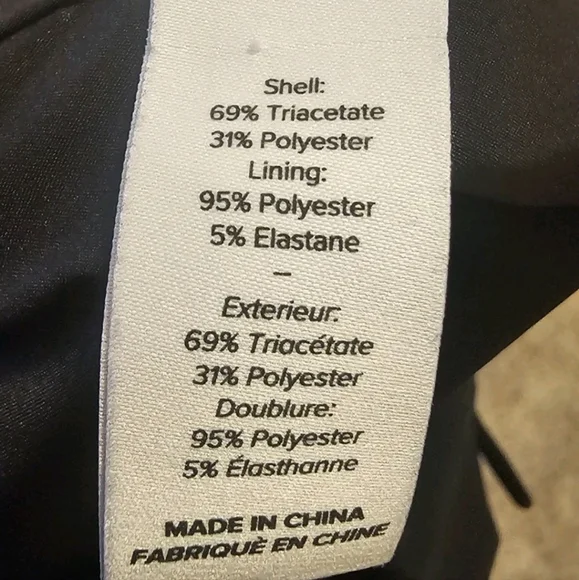 Shell:
69% Triacetate
31% Polyester
Lining:
95% Polyester
5% Elastane
–
Exterieur:
69% Triacétate
31% Polyester
Doublure:
95% Polyester
5% Élasthanne
MADE IN CHINA
FABRIQUÈ EN CHINE